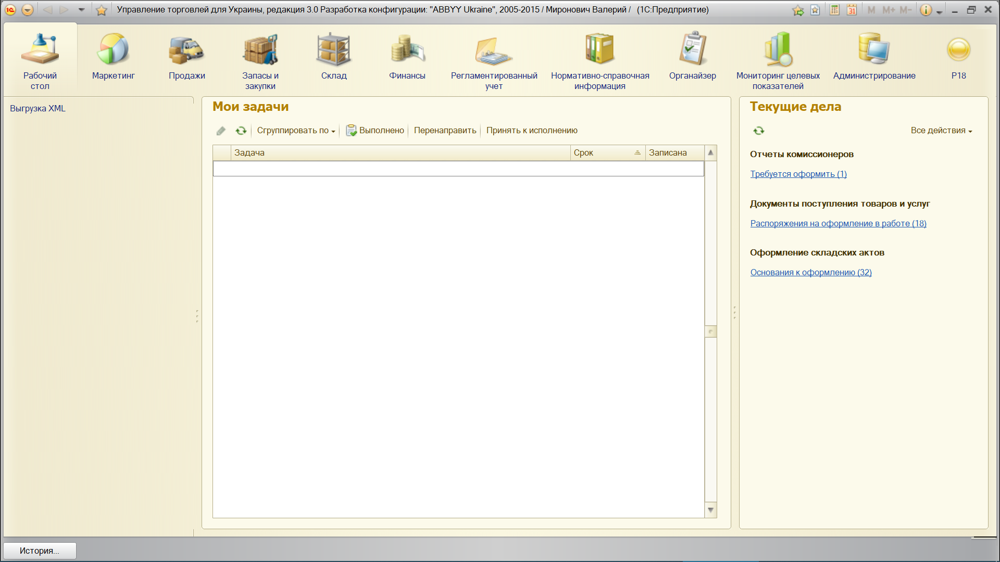 Управление торговлей для Украины, редакция 3.0 Разработка конфигурации: "ABBYY Ukraine", 2005-2015 / Миронович Валерий / (1С:Предприятие)
31 M M+ M-
Рабочий стол
Маркетинг
Продажи
Запасы и закупки
Склад
Финансы
Регламентированный учет
Нормативно-справочная информация
Органайзер
Мониторинг целевых показателей
Администрирование
P18
Выгрузка XML
Мои задачи
Сгруппировать по
Выполнено
Перенаправить
Принять к исполнению
Задача
Срок
Записана
Текущие дела
Все действия
Отчеты комиссионеров
Требуется оформить (1)
Документы поступления товаров и услуг
Распоряжения на оформление в работе (18)
Оформление складских актов
Основания к оформлению (32)
История...